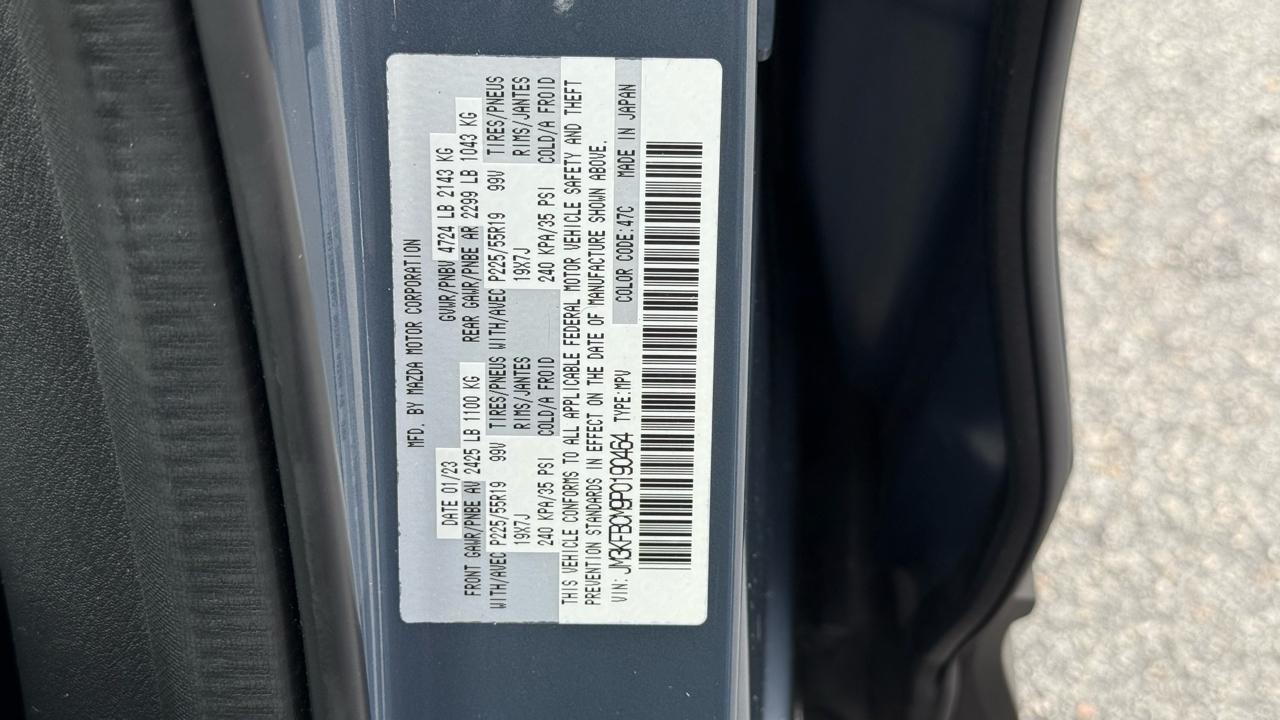 MFD. BY MAZDA MOTOR CORPORATION
DATE 01/23 GVWR/PNBV 4724 LB 2143 KG
FRONT GAWR/PNBE AV 2425 LB 1100 KG REAR GAWR/PNBE AR 2299 LB 1043 KG
WITH/AVEC P225/55R19 99V TIRES/PNEUS WITH/AVEC P225/55R19 99V TIRES/PNEUS
19X7J RIMS/JANTES 19X7J RIMS/JANTES
240 KPA/35 PSI COLD/A FROID 240 KPA/35 PSI COLD/A FROID
THIS VEHICLE CONFORMS TO ALL APPLICABLE FEDERAL MOTOR VEHICLE SAFETY AND THEFT
PREVENTION STANDARDS IN EFFECT ON THE DATE OF MANUFACTURE SHOWN ABOVE.
VIN: JM3KFBCM9P0190464 TYPE:MPV COLOR CODE:47C MADE IN JAPAN